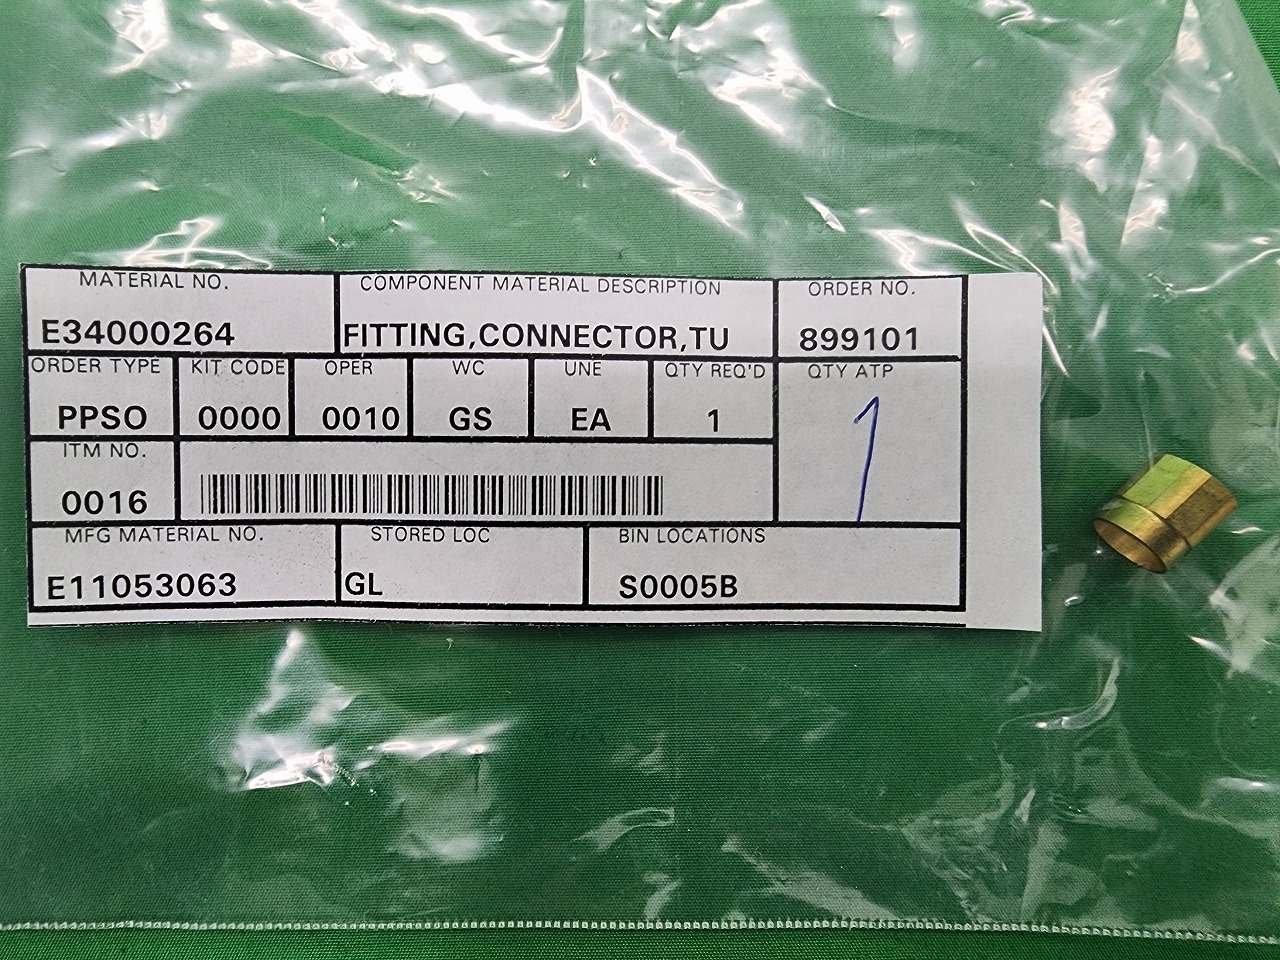 MATERIAL NO. COMPONENT MATERIAL DESCRIPTION ORDER NO.
E34000264 FITTING,CONNECTOR,TU 899101
ORDER TYPE KIT CODE OPER WC UNE QTY REQ'D QTY ATP
PPSO 0000 0010 GS EA 1 1
ITM NO.
0016
MFG MATERIAL NO. STORED LOC BIN LOCATIONS
E11053063 GL S0005B